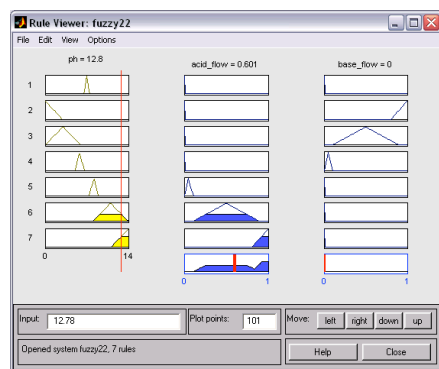 Rule Viewer: fuzzy22
File Edit View Options
ph = 12.8
acid_flow = 0.601
base_flow = 0
1
2
3
4
5
6
7
0 14
0 1
0 1
Input: 12.78
Plot points: 101
Move: left right down up
Opened system fuzzy22, 7 rules
Help Close